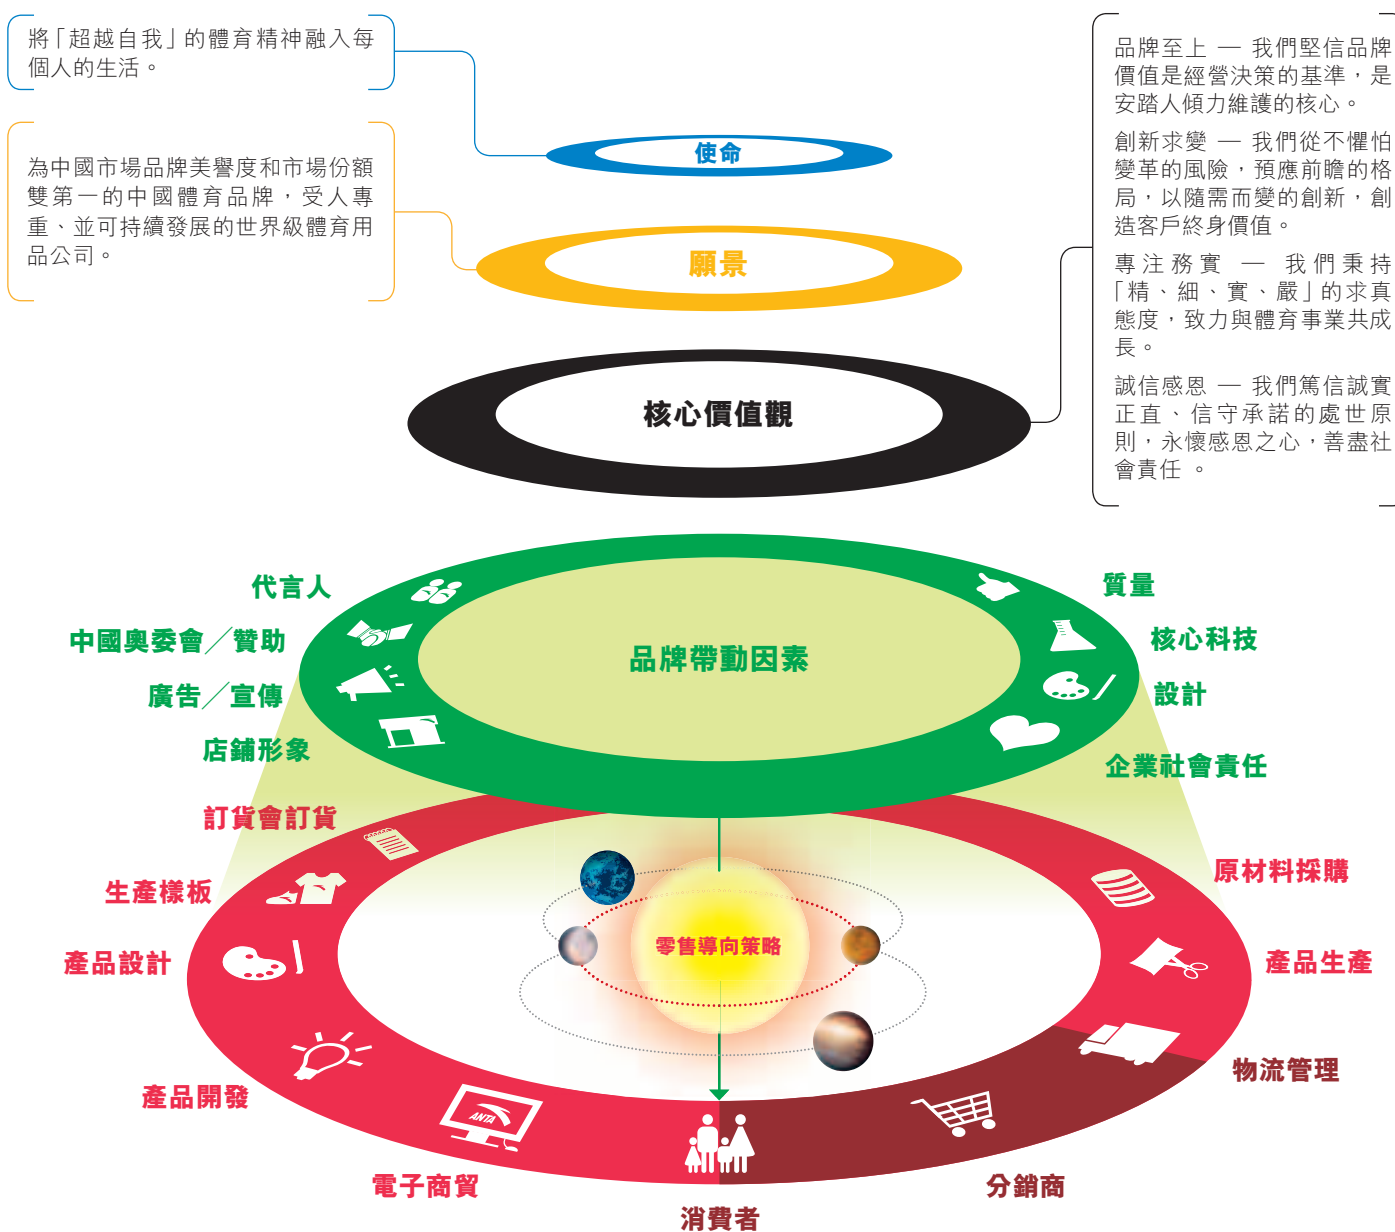 將「超越自我」的體育精神融入每
個人的生活。
為中國市場品牌美譽度和市場份額
雙第一的中國體育品牌，受人專
重、並可持續發展的世界級體育用
品公司。
使命
願景
核心價值觀
品牌至上 — 我們堅信品牌
價值是經營決策的基準，是
安踏人傾力維護的核心。
創新求變 — 我們從不懼怕
變革的風險，預應前瞻的格
局，以隨需而變的創新，創
造客戶終身價值。
專注務實 — 我們秉持
「精、細、實、嚴」的求真
態度，致力與體育事業共成
長。
誠信感恩 — 我們篤信誠實
正直、信守承諾的處世原
則，永懷感恩之心，善盡社
會責任 。
代言人
中國奧委會／贊助
廣告／宣傳
店鋪形象
品牌帶動因素
質量
核心科技
設計
企業社會責任
訂貨會訂貨
生產樣板
產品設計
產品開發
電子商貿
ANTA
零售導向策略
原材料採購
產品生產
物流管理
分銷商
消費者